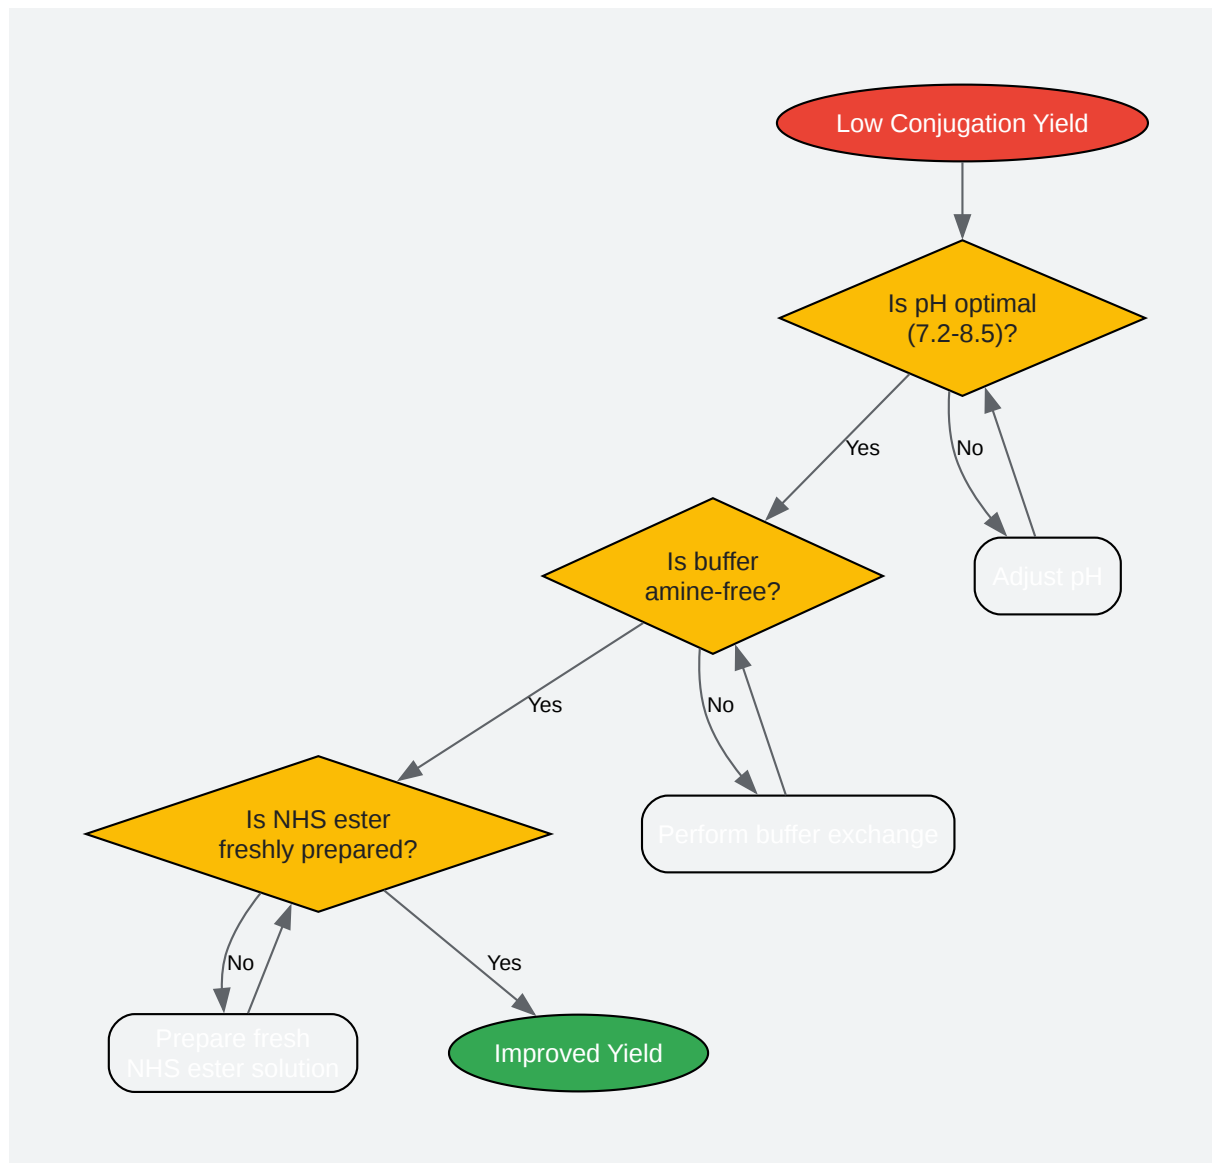 Low Conjugation Yield
Is pH optimal
(7.2-8.5)?
Yes
No
Is buffer
amine-free?
Adjust pH
Yes
No
Is NHS ester
freshly prepared?
Perform buffer exchange
No
Yes
Prepare fresh
NHS ester solution
Improved Yield